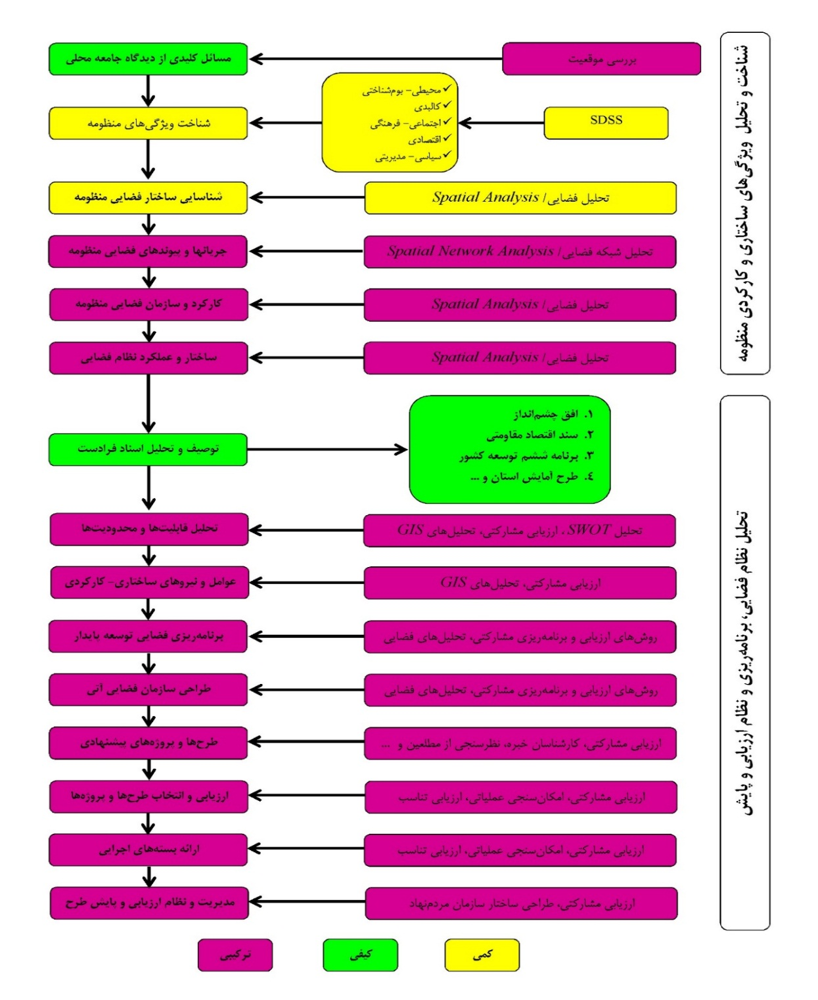 شناخت و تحلیل ویژگی‌های ساختاری و کارکردی منظومه
بررسی موقعیت
مسائل کلیدی از دیدگاه جامعه محلی
SDSS
✓ محیطی– بوم‌شناختی
✓ کالبدی
✓ اجتماعی– فرهنگی
✓ اقتصادی
✓ سیاسی– مدیریتی
شناخت ویژگی‌های منظومه
تحلیل فضایی/ Spatial Analysis
شناسایی ساختار فضایی منظومه
تحلیل شبکه فضایی/ Spatial Network Analysis
جریانها و پیوندهای فضایی منظومه
تحلیل فضایی/ Spatial Analysis
کارکرد و سازمان فضایی منظومه
تحلیل فضایی/ Spatial Analysis
ساختار و عملکرد نظام فضایی
تحلیل نظام فضایی، برنامه‌ریزی و نظام ارزیابی و پایش
توصیف و تحلیل اسناد فرادست
۱. افق چشم‌انداز
۲. سند اقتصاد مقاومتی
۳. برنامه ششم توسعه کشور
۴. طرح آمایش استان و ...
تحلیل SWOT، ارزیابی مشارکتی، تحلیل‌های GIS
تحلیل قابلیت‌ها و محدودیت‌ها
ارزیابی مشارکتی، تحلیل‌های GIS
عوامل و نیروهای ساختاری– کارکردی
روش‌های ارزیابی و برنامه‌ریزی مشارکتی، تحلیل‌های فضایی
برنامه‌ریزی فضایی توسعه پایدار
روش‌های ارزیابی و برنامه‌ریزی مشارکتی، تحلیل‌های فضایی
طراحی سازمان فضایی آتی
ارزیابی مشارکتی، کارشناسان خبره، نظرسنجی از مطلعین و ...
طرح‌ها و پروژه‌های پیشنهادی
ارزیابی مشارکتی، امکان‌سنجی عملیاتی، ارزیابی تناسب
ارزیابی و انتخاب طرح‌ها و پروژه‌ها
ارزیابی مشارکتی، امکان‌سنجی عملیاتی، ارزیابی تناسب
ارائه بسته‌های اجرایی
ارزیابی مشارکتی، طراحی ساختار سازمان مردم‌نهاد
مدیریت و نظام ارزیابی و پایش طرح
کمی
کیفی
ترکیبی